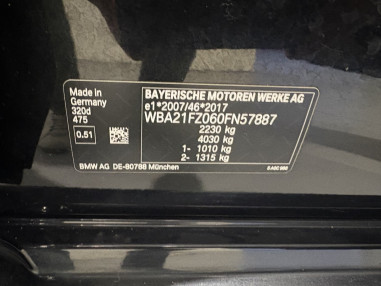 Made in
Germany
320d
475
0.51
BAYERISCHE MOTOREN WERKE AG
e1*2007/46*2017
WBA21FZ060FN57887
2230 kg
4030 kg
1- 1010 kg
2- 1315 kg
BMW AG DE-80788 München